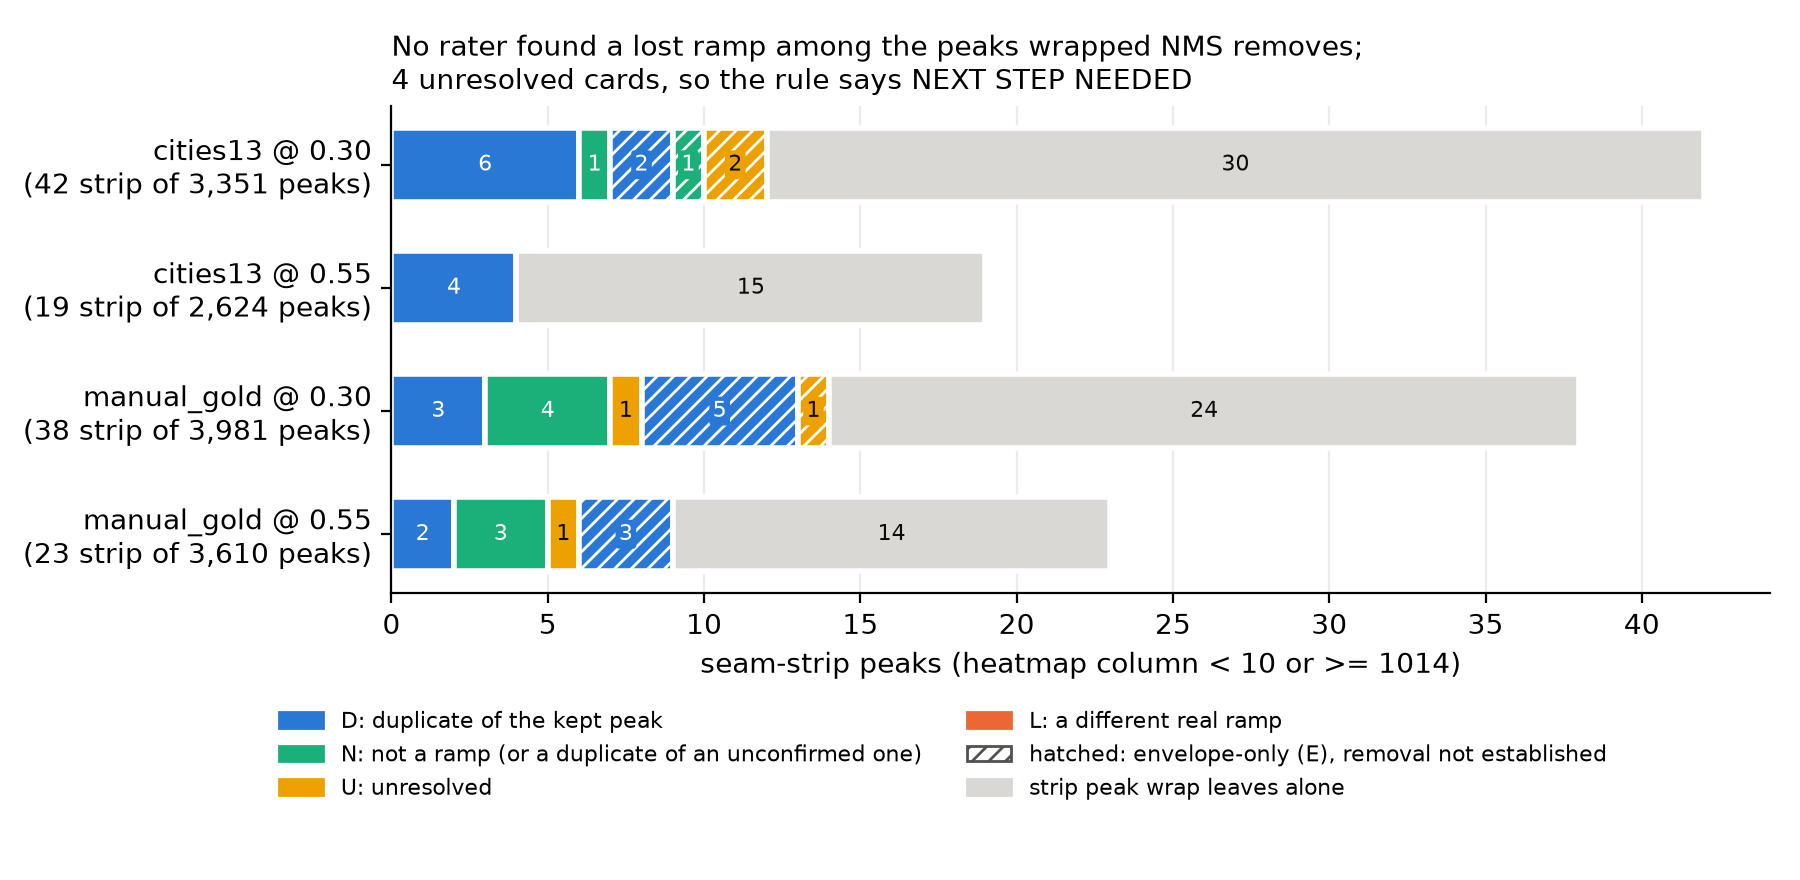 No rater found a lost ramp among the peaks wrapped NMS removes;
4 unresolved cards, so the rule says NEXT STEP NEEDED
cities13 @ 0.30
(42 strip of 3,351 peaks)
6 1 2 1 2 30
cities13 @ 0.55
(19 strip of 2,624 peaks)
4 15
manual_gold @ 0.30
(38 strip of 3,981 peaks)
3 4 1 5 1 24
manual_gold @ 0.55
(23 strip of 3,610 peaks)
2 3 1 3 14
0 5 10 15 20 25 30 35 40
seam-strip peaks (heatmap column < 10 or >= 1014)
D: duplicate of the kept peak
N: not a ramp (or a duplicate of an unconfirmed one)
U: unresolved
L: a different real ramp
hatched: envelope-only (E), removal not established
strip peak wrap leaves alone